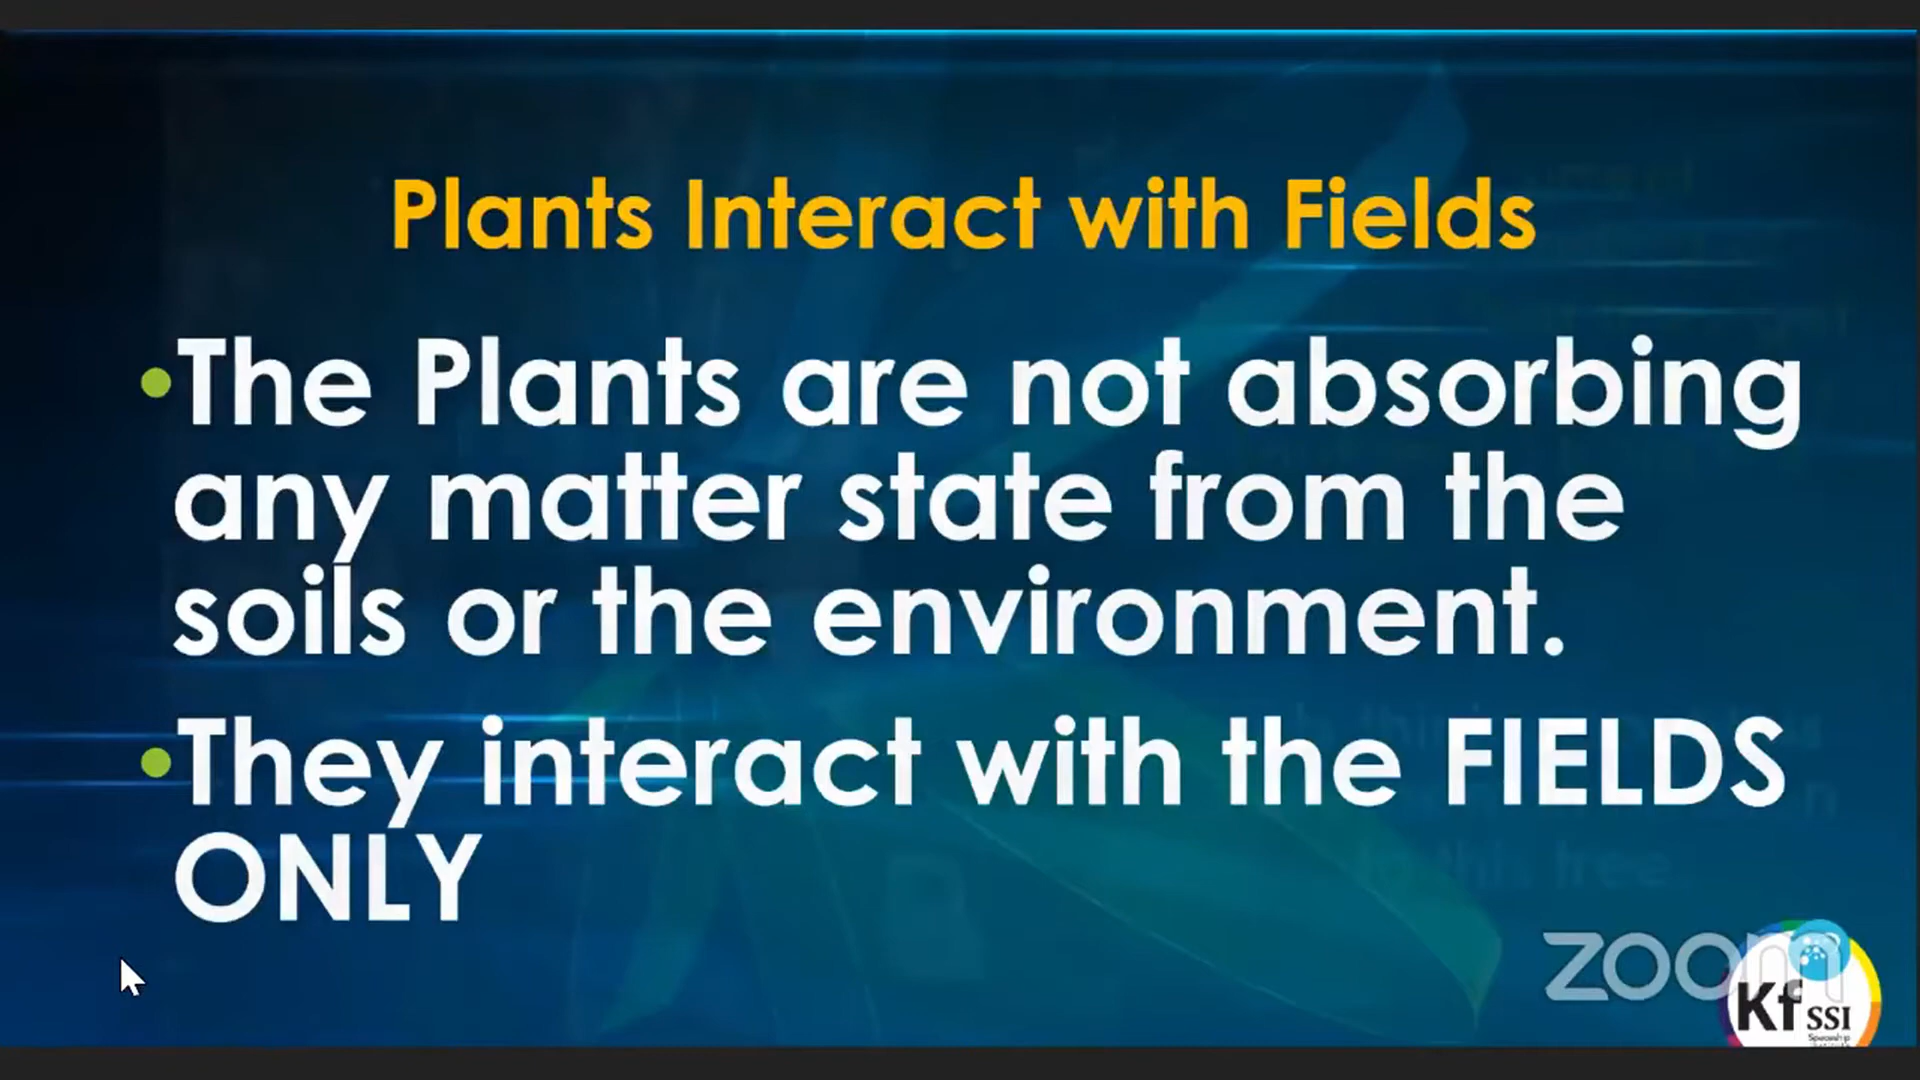 Plants Interact with Fields
•The Plants are not absorbing
any matter state from the
soils or the environment.
•They interact with the FIELDS
ONLY
zoom
Kf SSI